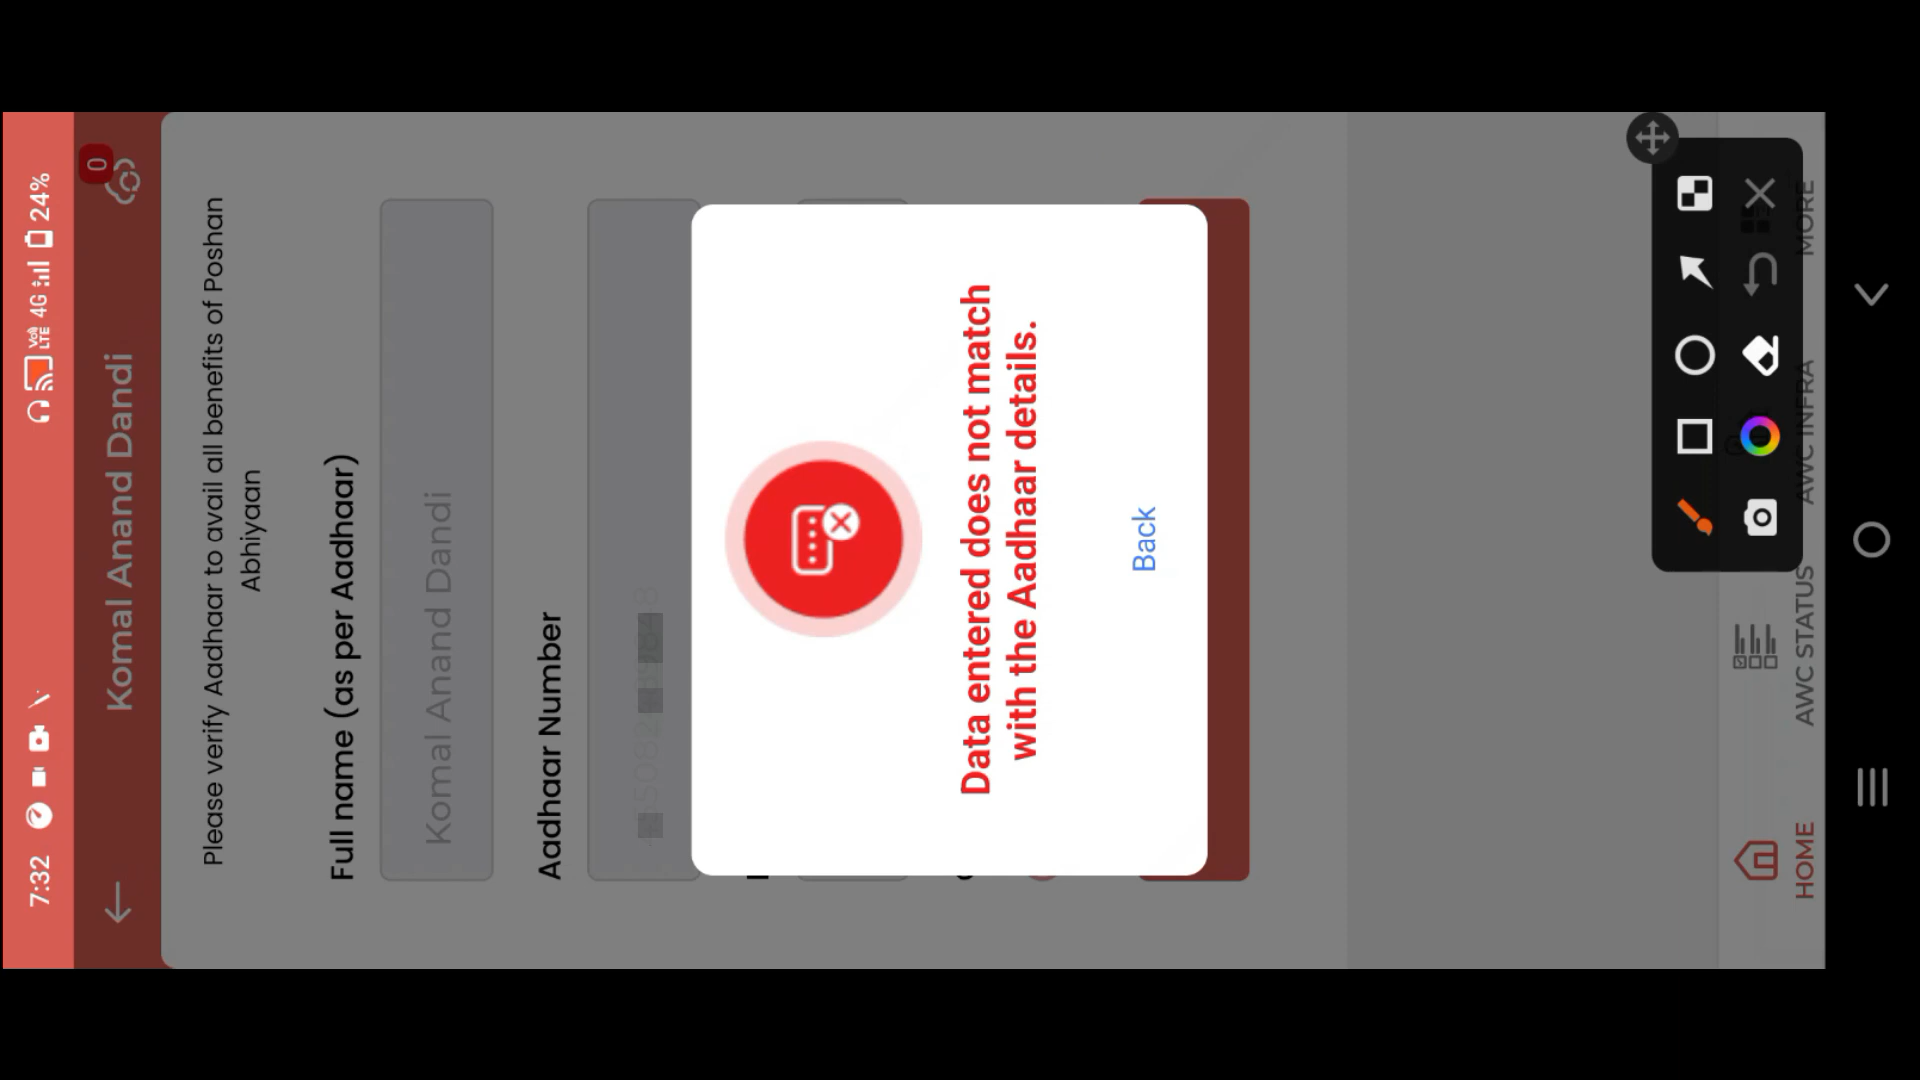 7:32
4G
24%
Komal Anand Dandi
0
Please verify Aadhaar to avail all benefits of Poshan
Abhiyaan
Full name (as per Aadhaar)
Komal Anand Dandi
Aadhaar Number
Data entered does not match
with the Aadhaar details.
Back
HOME
AWC STATUS
AWC INFRA
MORE